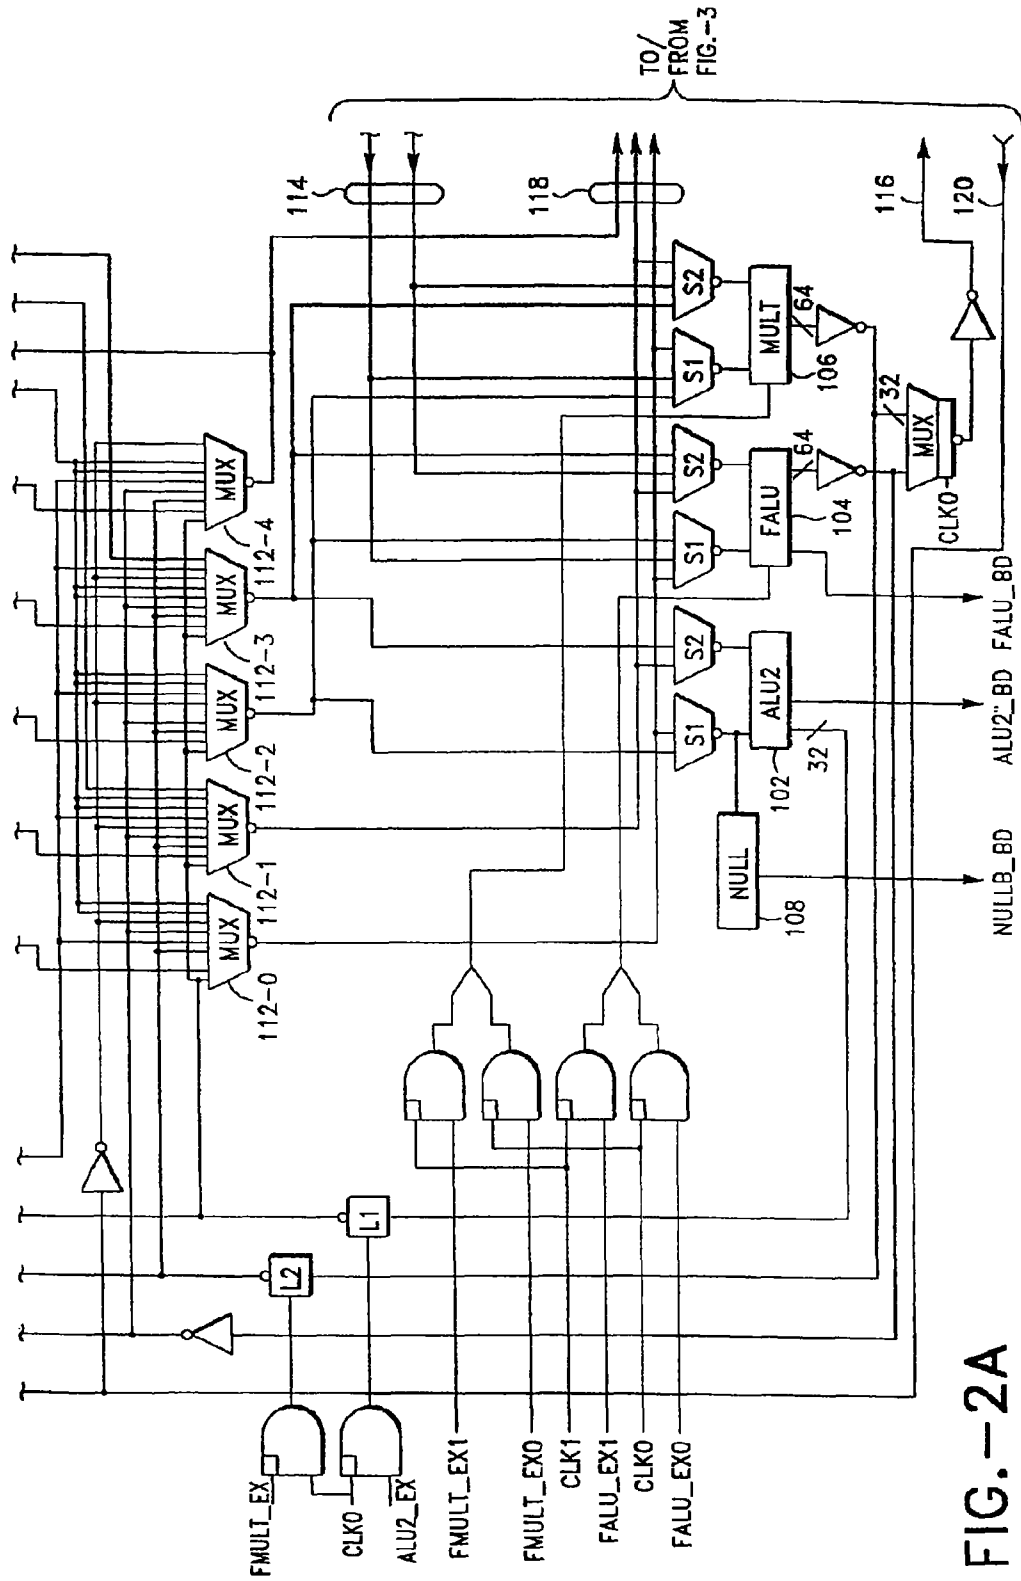 TO/
FROM
FIG.-3
114
118
116
120
MUX
112-4
MUX
112-3
MUX
112-2
MUX
112-1
MUX
112-0
S2
S1
MULT
106
64
S2
S1
FALU
104
64
S2
S1
ALU2
102
32
NULL
108
32
MUX
CLK0
FALU_BD
ALU2"_BD
NULLB_BD
L1
L2
FMULT_EX
CLK0
ALU2_EX
FMULT_EX1
FMULT_EX0
CLK1
FALU_EX1
CLK0
FALU_EX0
FIG.-2A